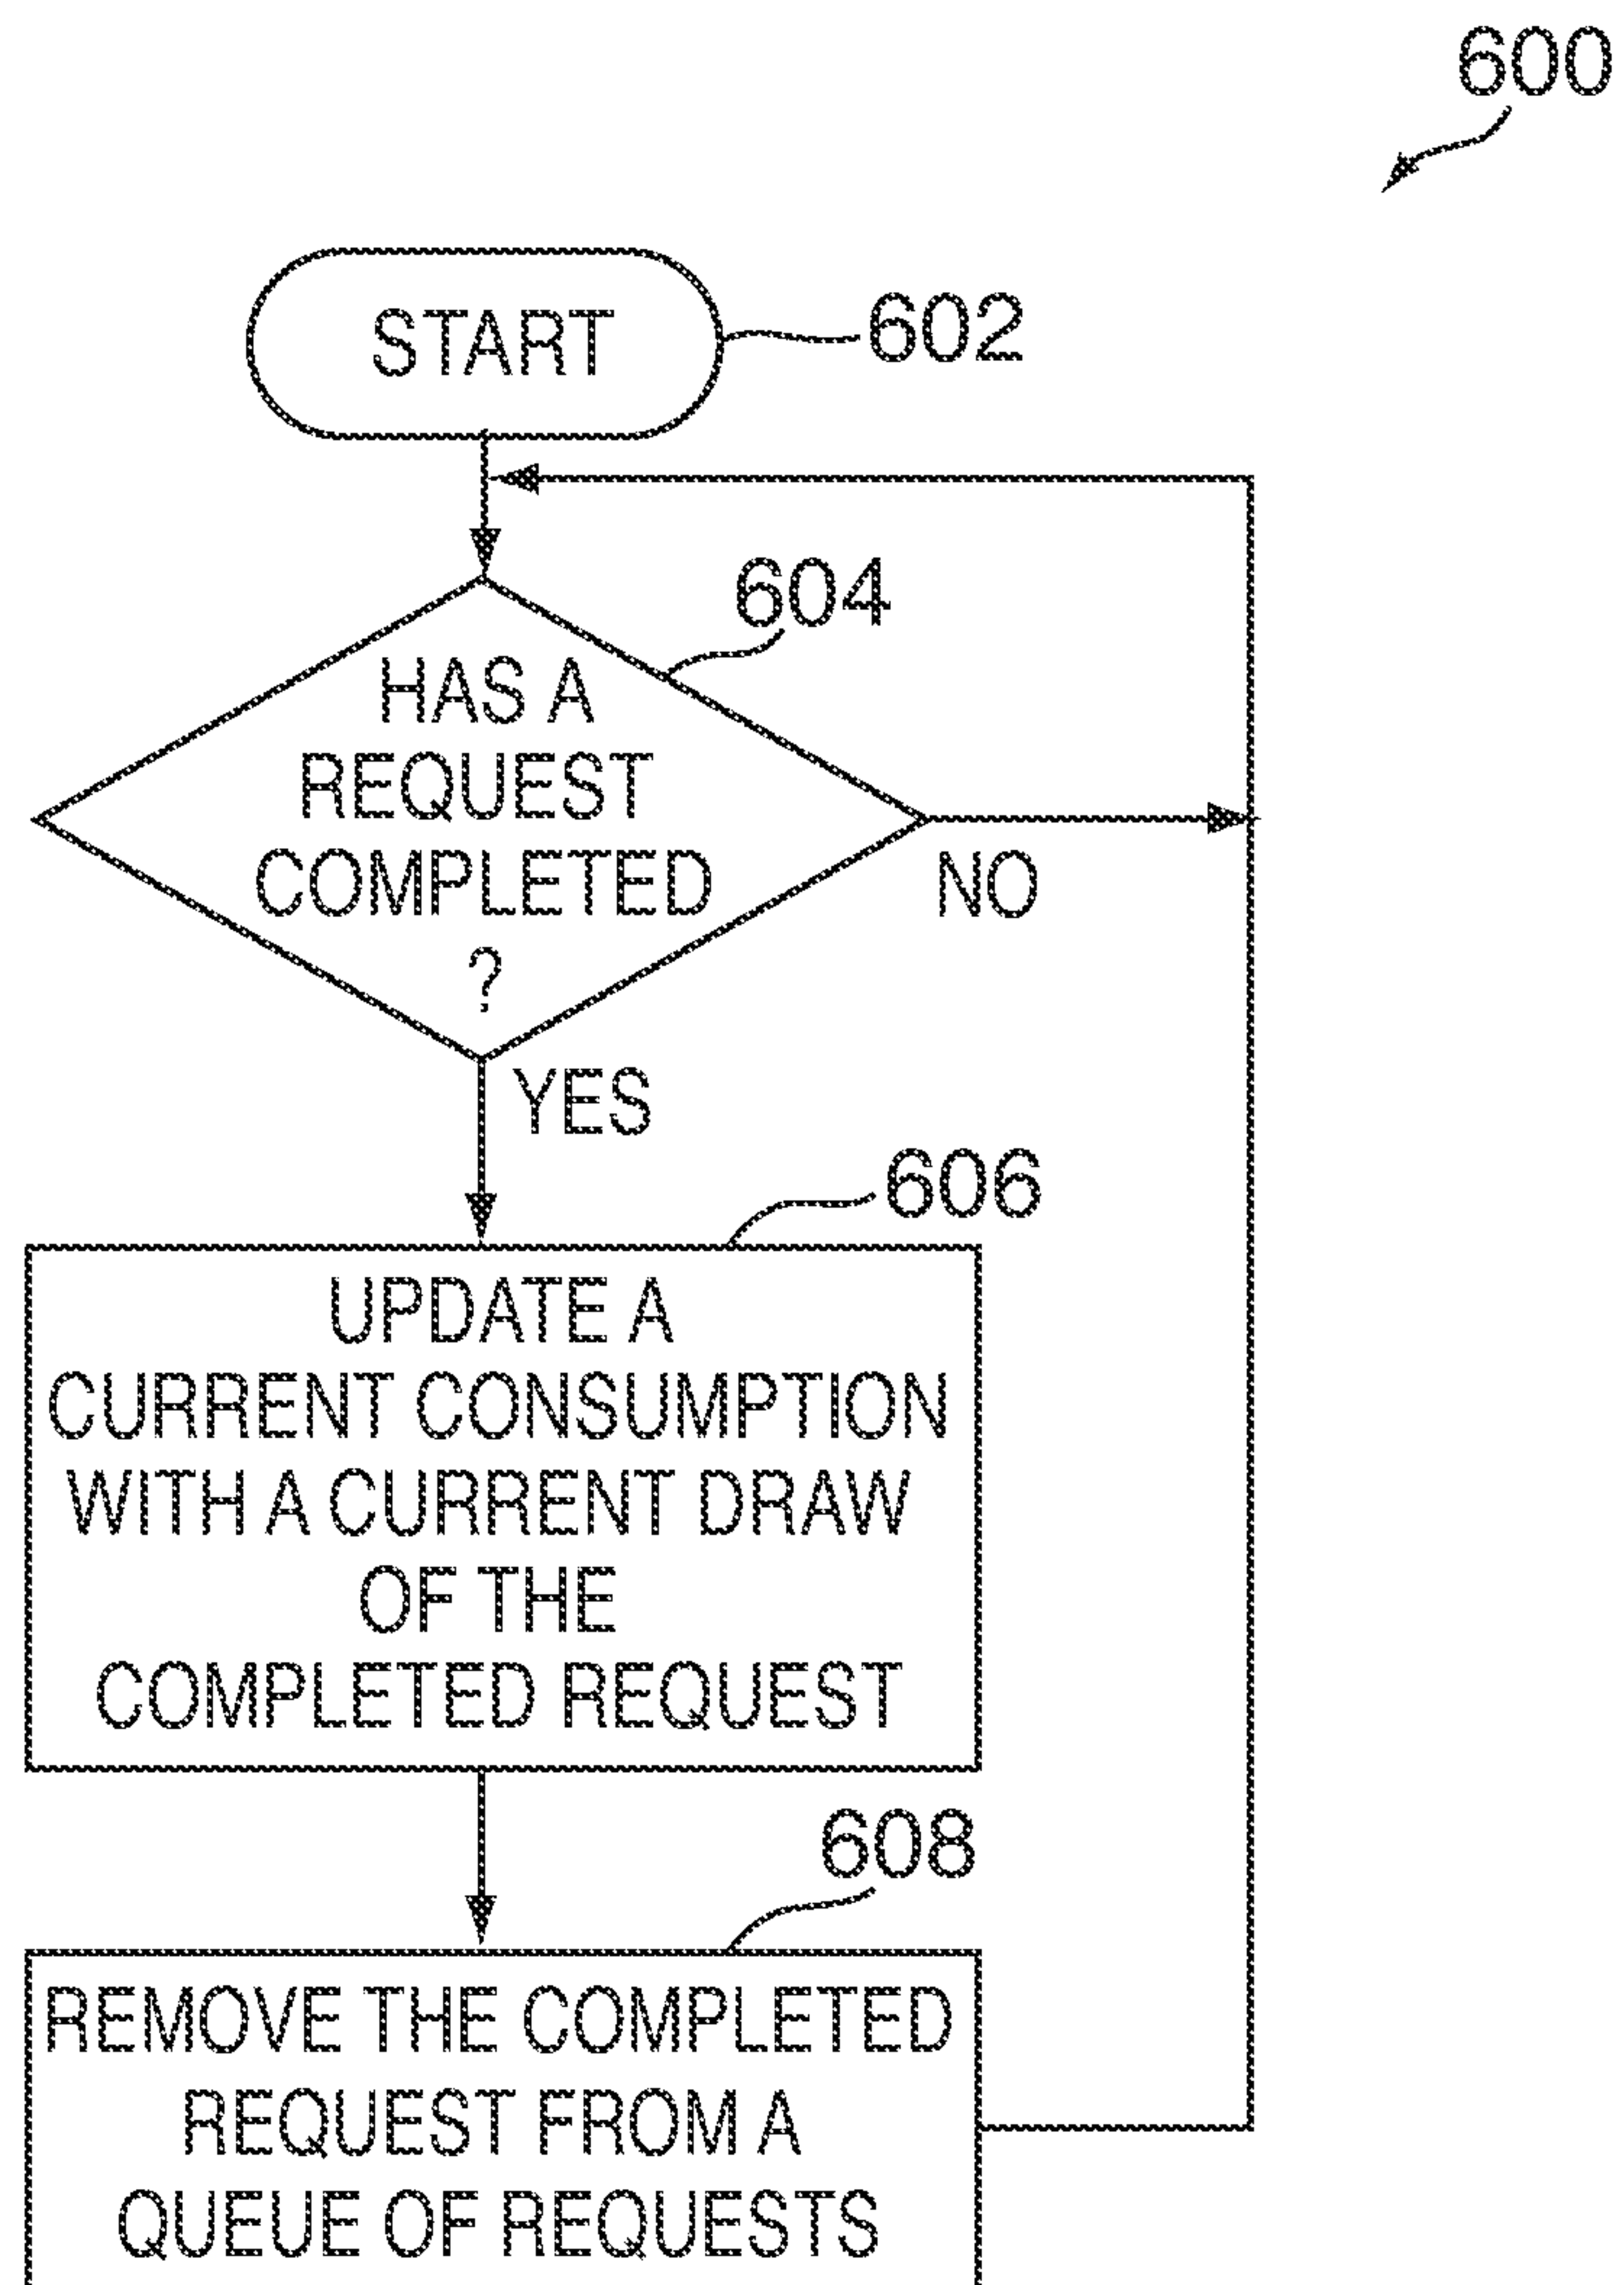 600
START
602
604
HAS A
REQUEST
COMPLETED
?
NO
YES
606
UPDATE A
CURRENT CONSUMPTION
WITH A CURRENT DRAW
OF THE
COMPLETED REQUEST
608
REMOVE THE COMPLETED
REQUEST FROM A
QUEUE OF REQUESTS